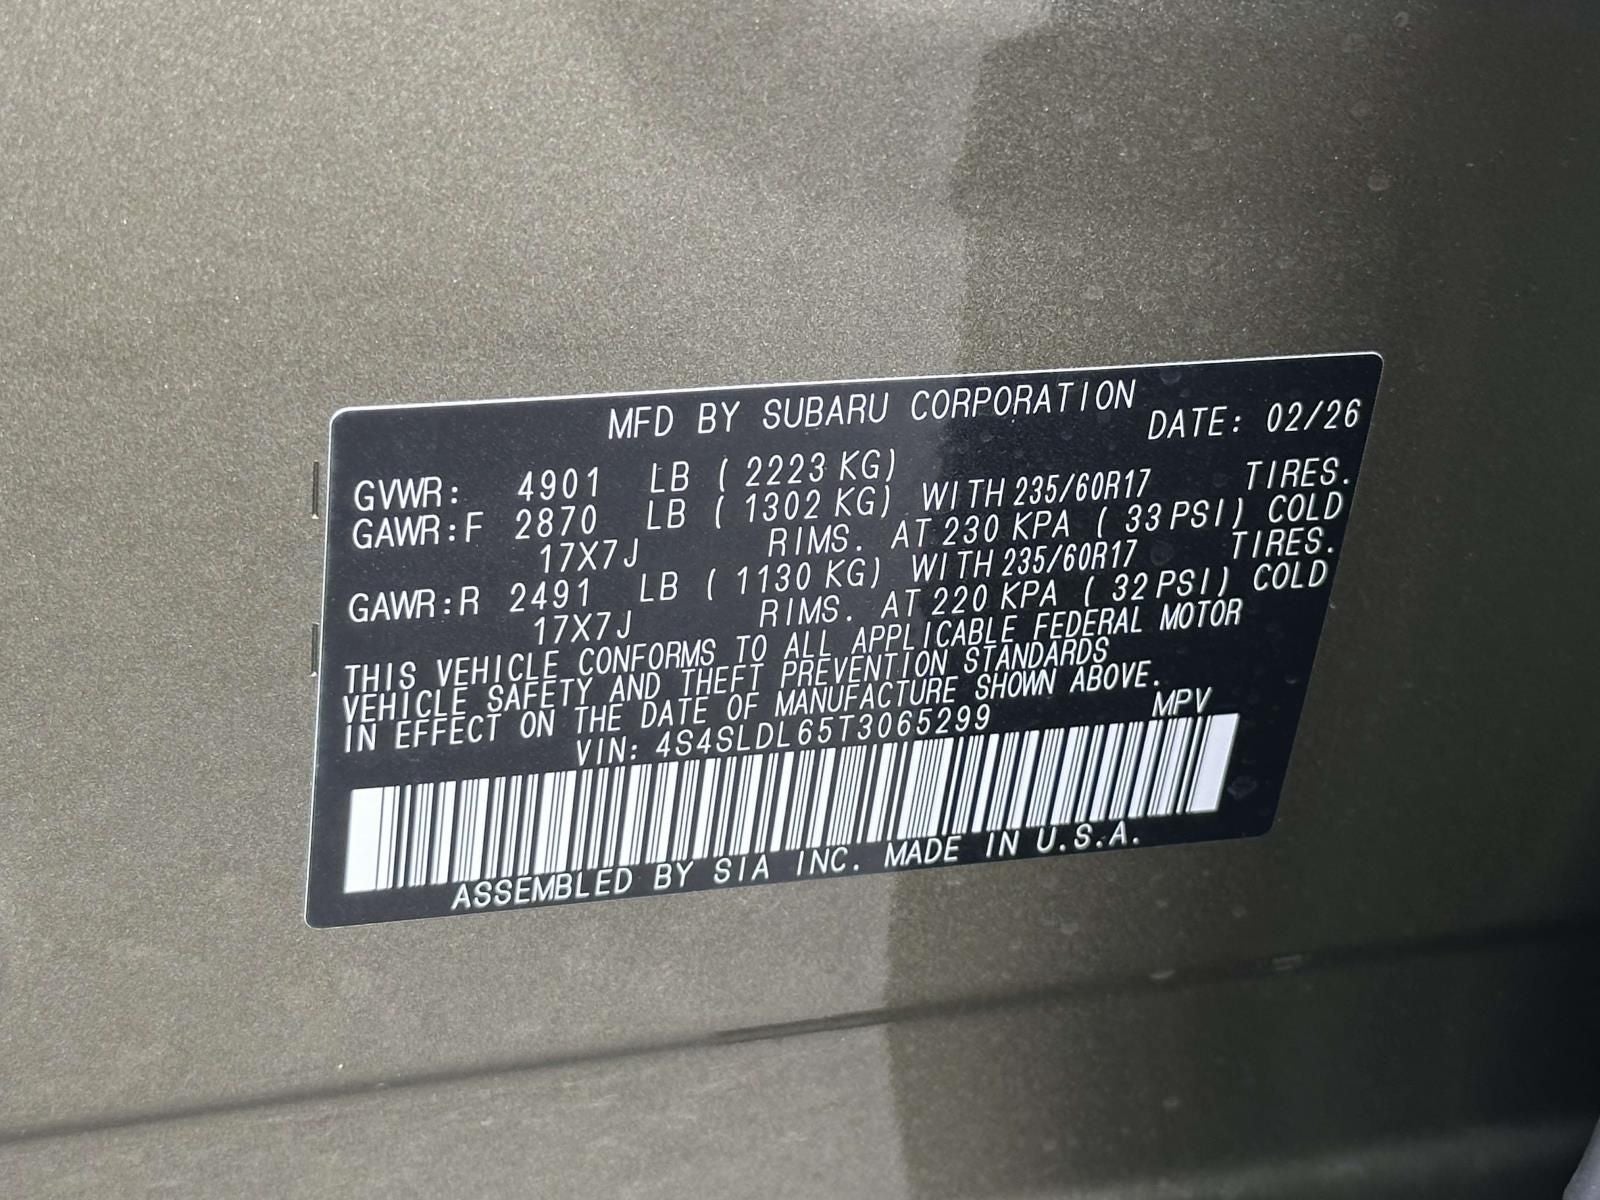 MFD BY SUBARU CORPORATION
DATE: 02/26
GVWR: 4901 LB ( 2223 KG)
GAWR:F 2870 LB ( 1302 KG) WITH 235/60R17 TIRES.
17X7J RIMS. AT 230 KPA ( 33 PSI) COLD
GAWR:R 2491 LB ( 1130 KG) WITH 235/60R17 TIRES.
17X7J RIMS. AT 220 KPA ( 32 PSI) COLD
THIS VEHICLE CONFORMS TO ALL APPLICABLE FEDERAL MOTOR
VEHICLE SAFETY AND THEFT PREVENTION STANDARDS
IN EFFECT ON THE DATE OF MANUFACTURE SHOWN ABOVE.
VIN: 4S4SLDL65T3065299 MPV
ASSEMBLED BY SIA INC. MADE IN U.S.A.